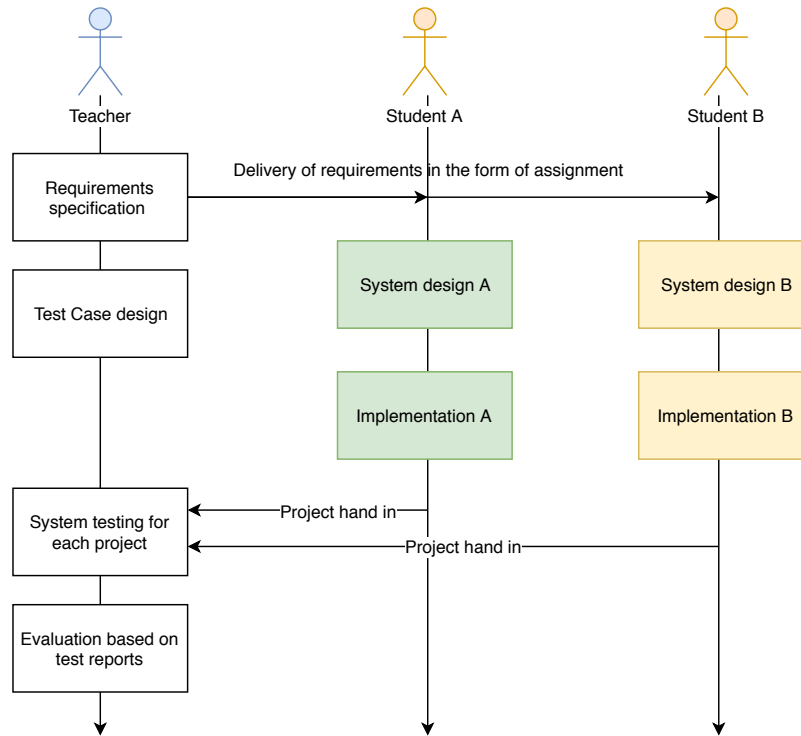 Teacher
Student A
Student B
Requirements
specification
Delivery of requirements in the form of assignment
System design A
System design B
Test Case design
Implementation A
Implementation B
System testing for
each project
Project hand in
Project hand in
Evaluation based on
test reports